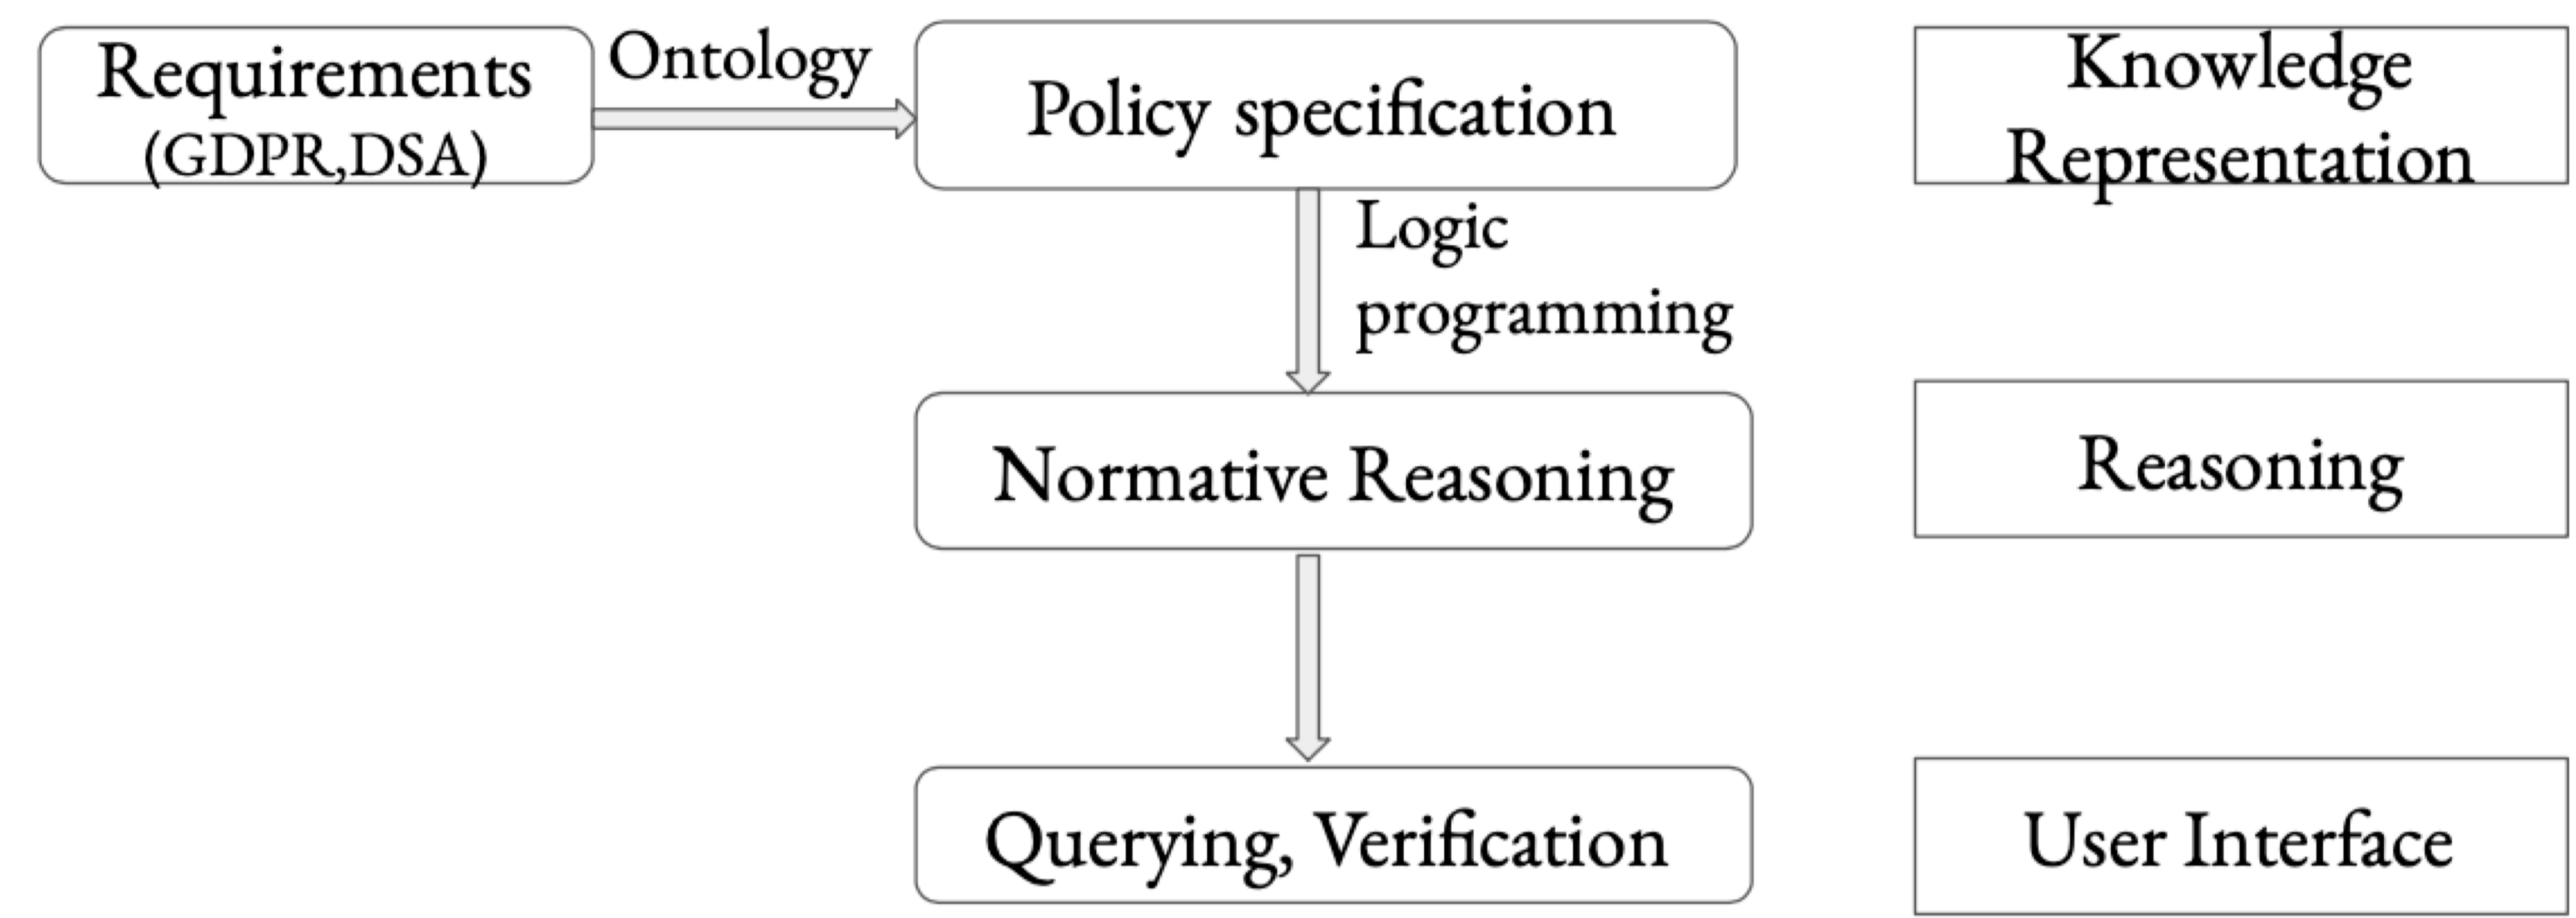 Requirements
(GDPR,DSA)
Ontology
Policy specification
Knowledge
Representation
Logic
programming
Normative Reasoning
Reasoning
Querying, Verification
User Interface